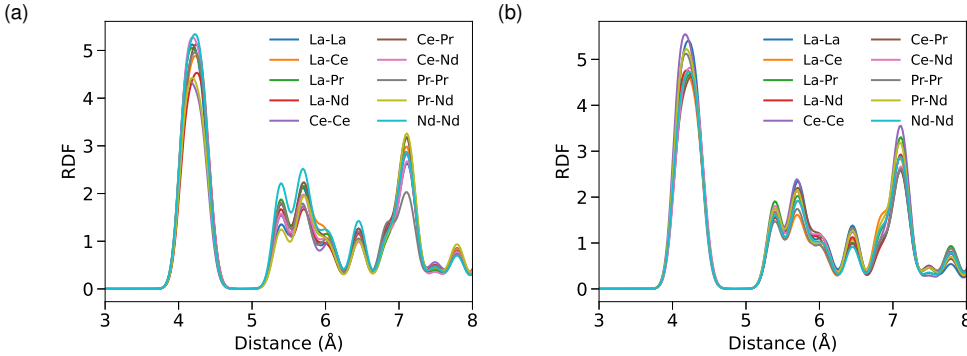 (a)
RDF
5
4
3
2
1
0
La-La
La-Ce
La-Pr
La-Nd
Ce-Ce
Ce-Pr
Ce-Nd
Pr-Pr
Pr-Nd
Nd-Nd
3 4 5 6 7 8
Distance (Å)
(b)
RDF
5
4
3
2
1
0
La-La
La-Ce
La-Pr
La-Nd
Ce-Ce
Ce-Pr
Ce-Nd
Pr-Pr
Pr-Nd
Nd-Nd
3 4 5 6 7 8
Distance (Å)